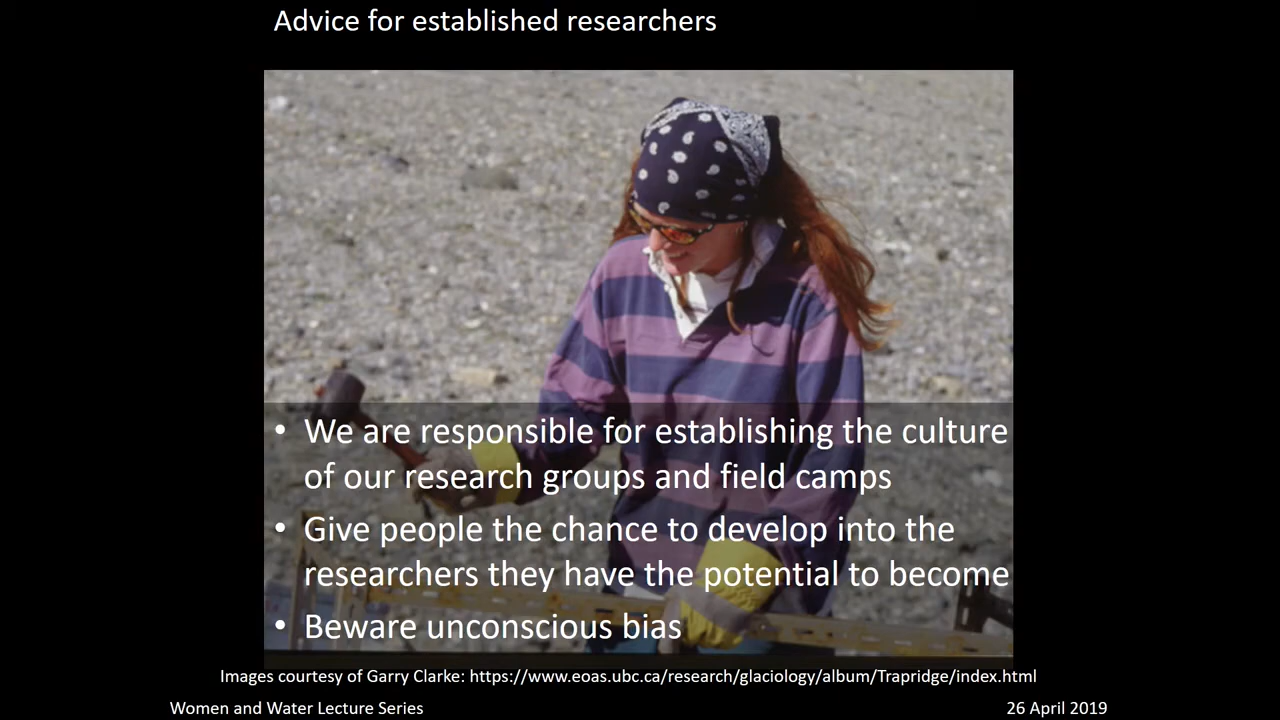 Advice for established researchers
• We are responsible for establishing the culture
of our research groups and field camps
• Give people the chance to develop into the
researchers they have the potential to become
• Beware unconscious bias
Images courtesy of Garry Clarke: https://www.eoas.ubc.ca/research/glaciology/album/Trapridge/index.html
Women and Water Lecture Series
26 April 2019